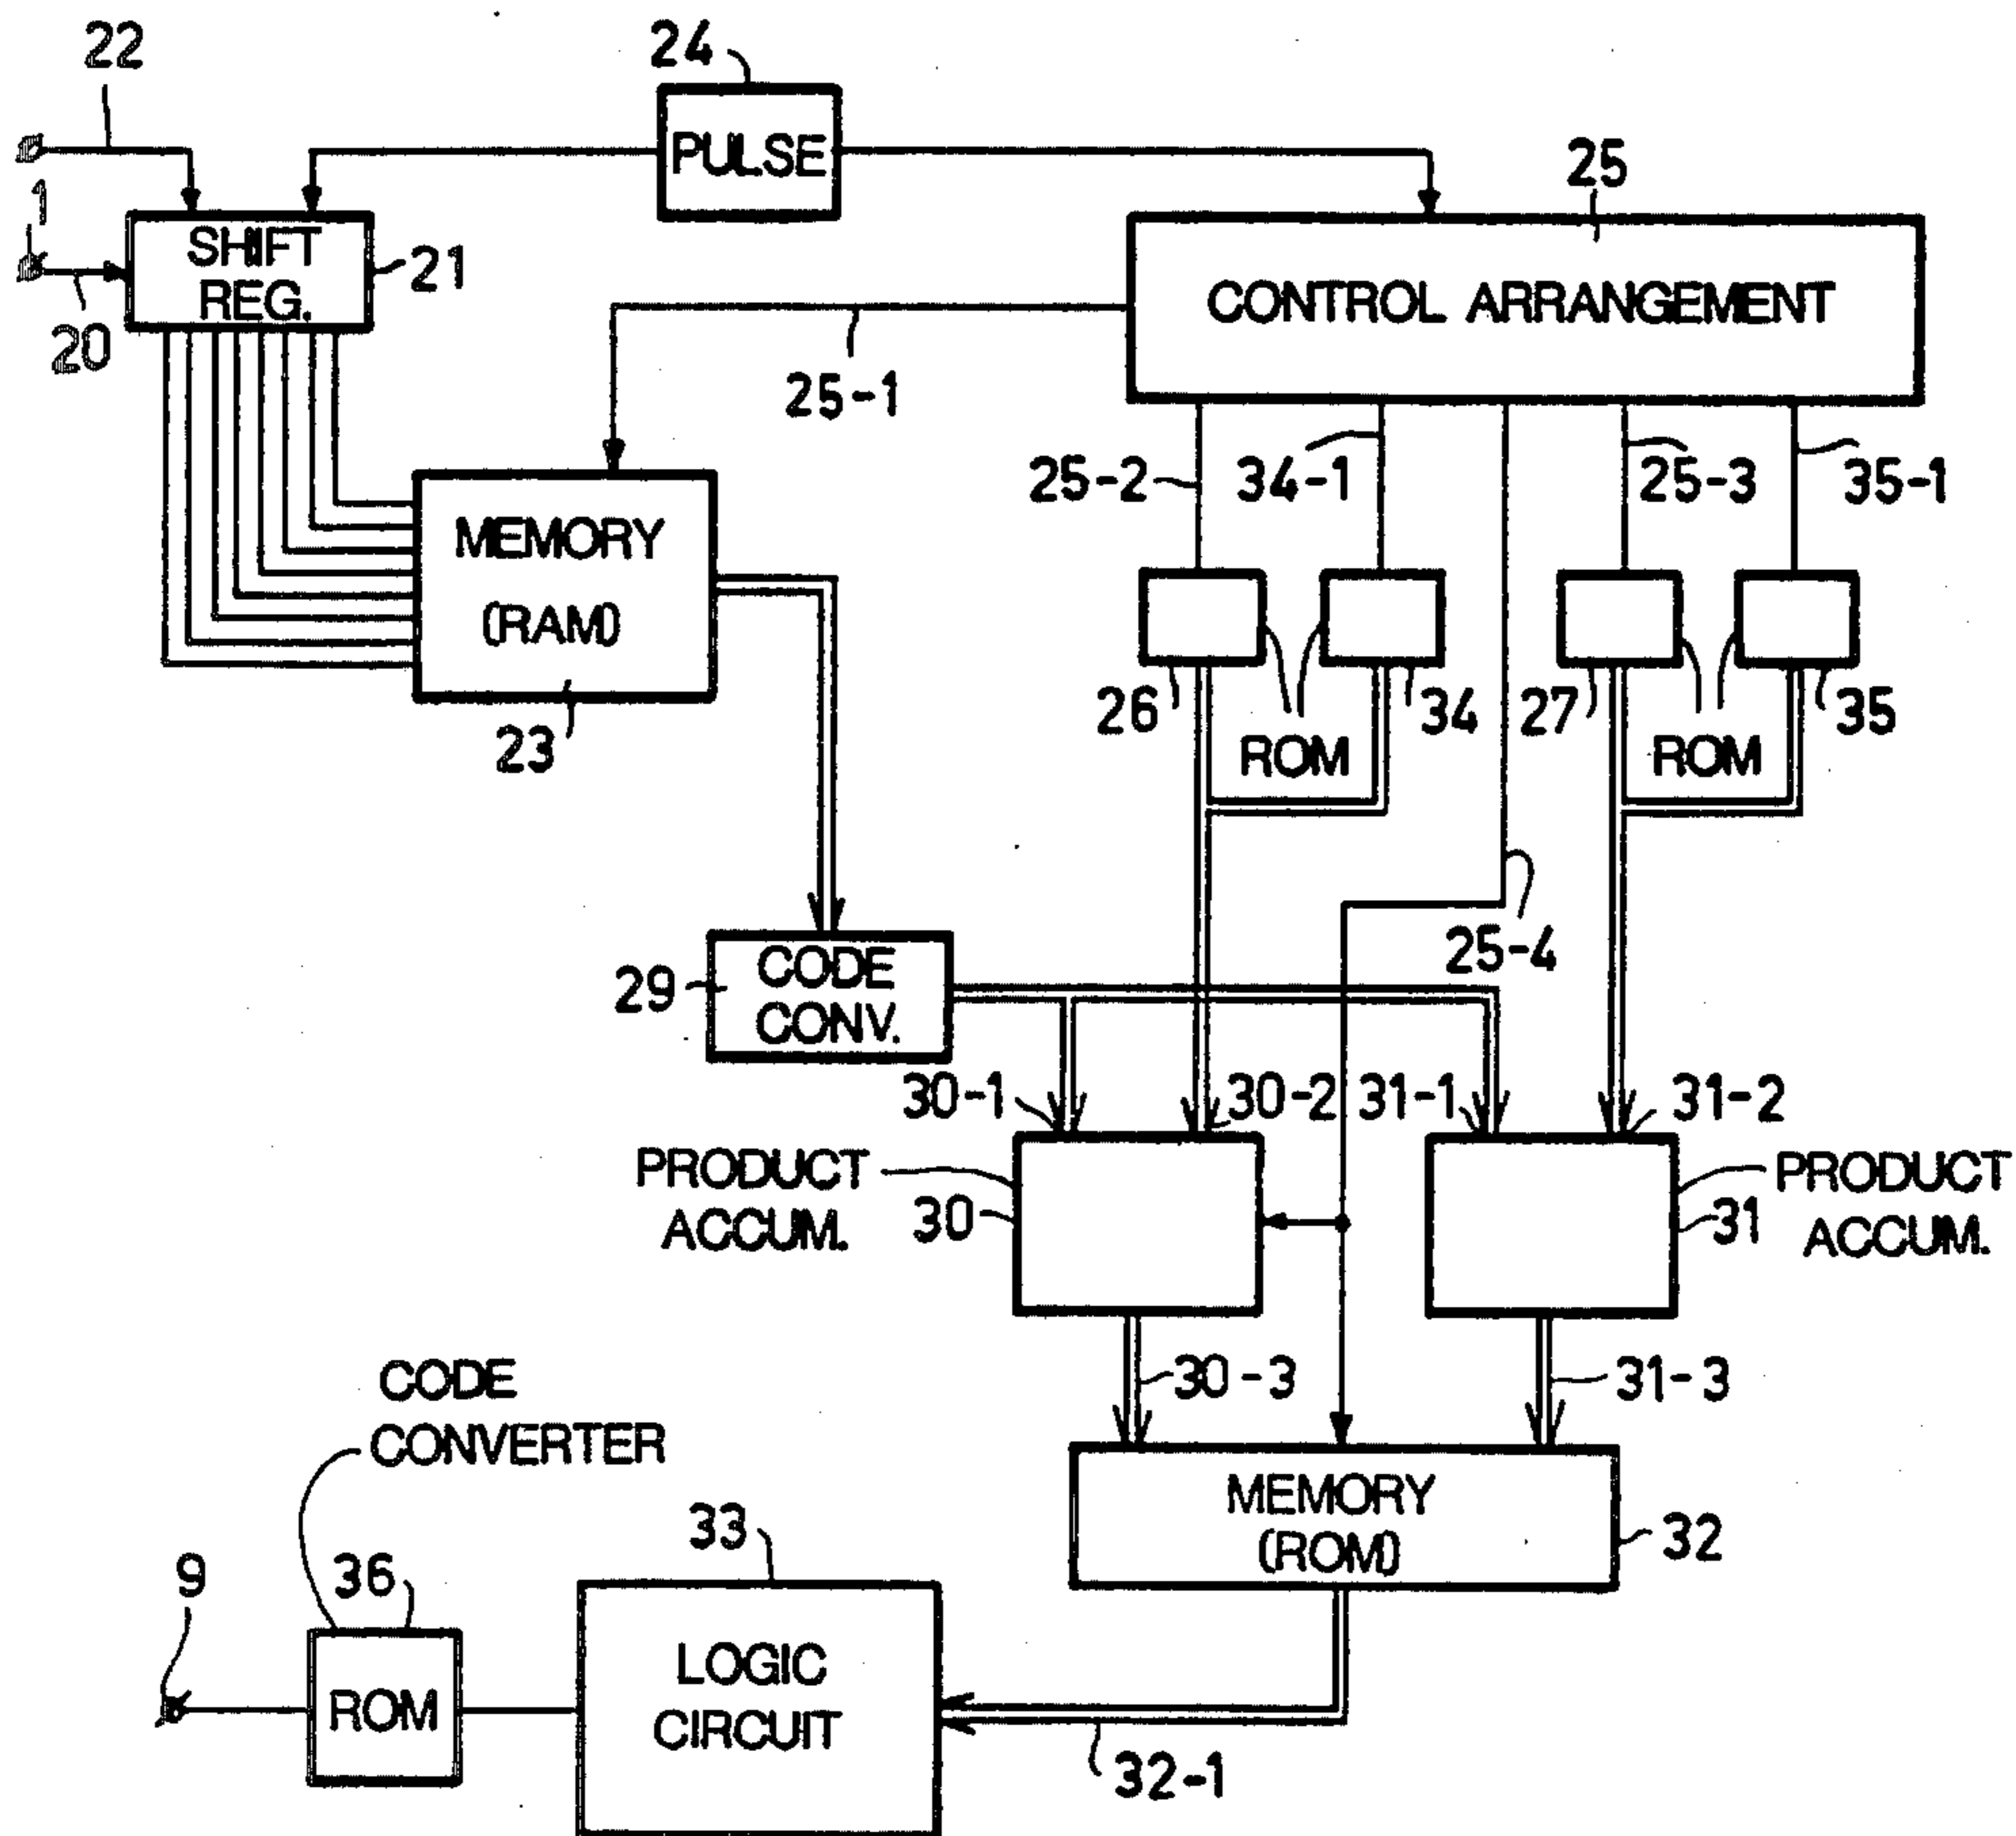 22
24
PULSE
25
1
SHIFT
REG.
21
CONTROL ARRANGEMENT
20
25-1
25-2
34-1
25-3
35-1
MEMORY
(RAM)
23
26
ROM
34
27
ROM
35
25-4
29
CODE
CONV.
30-1
30-2
31-1
31-2
PRODUCT
ACCUM.
30
31
PRODUCT
ACCUM.
30-3
31-3
CODE
CONVERTER
MEMORY
(ROM)
32
33
9
36
ROM
LOGIC
CIRCUIT
32-1